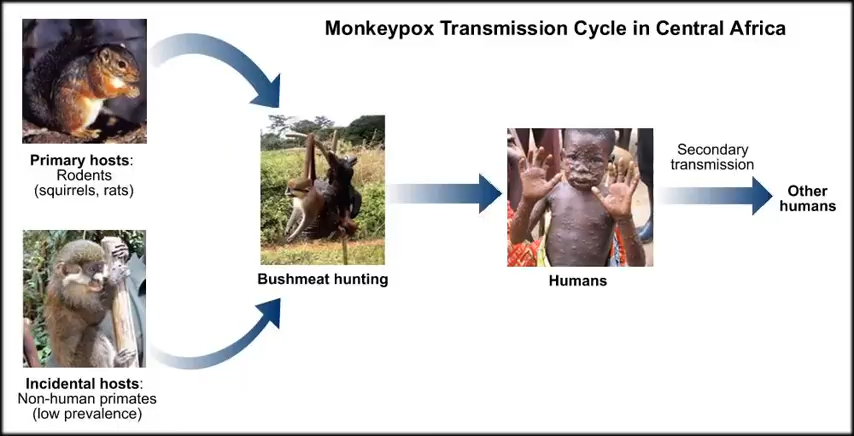 Monkeypox Transmission Cycle in Central Africa
Primary hosts:
Rodents
(squirrels, rats)
Bushmeat hunting
Humans
Secondary
transmission
Other
humans
Incidental hosts:
Non-human primates
(low prevalence)